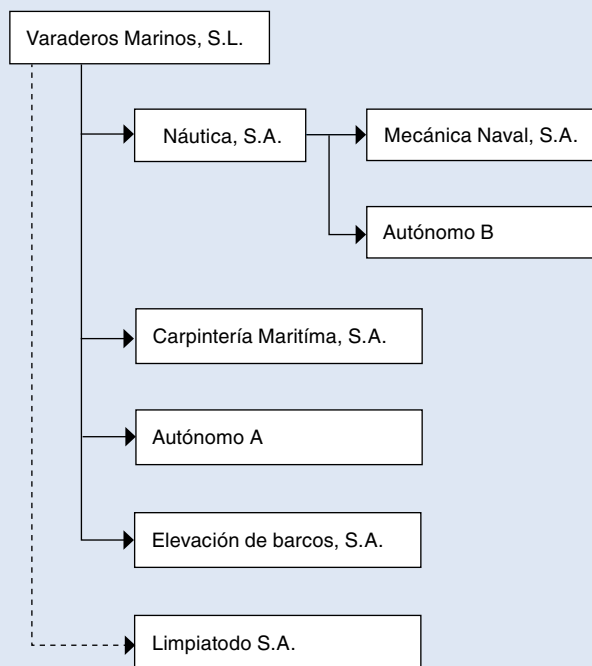 Varaderos Marinos, S.L.
Náutica, S.A.
Mecánica Naval, S.A.
Autónomo B
Carpintería Maritíma, S.A.
Autónomo A
Elevación de barcos, S.A.
Limpiatodo S.A.